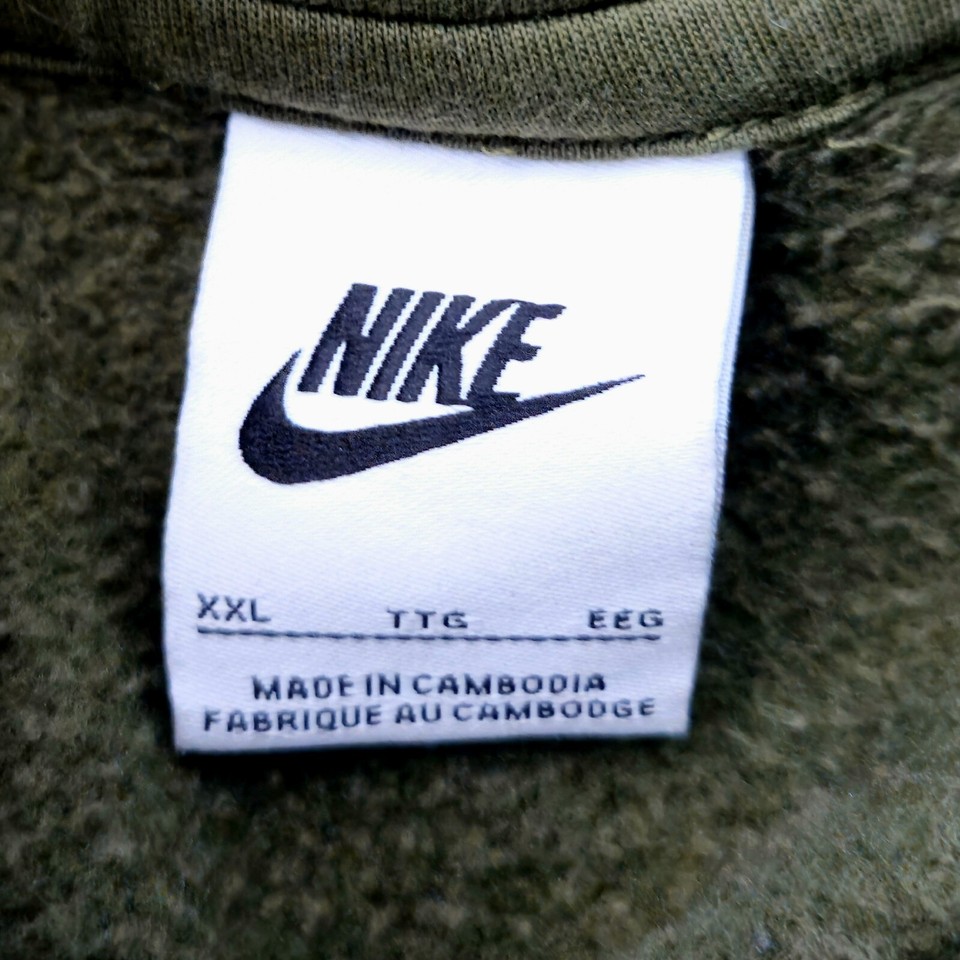 NIKE
XXL TTG EEG
MADE IN CAMBODIA
FABRIQUE AU CAMBODGE